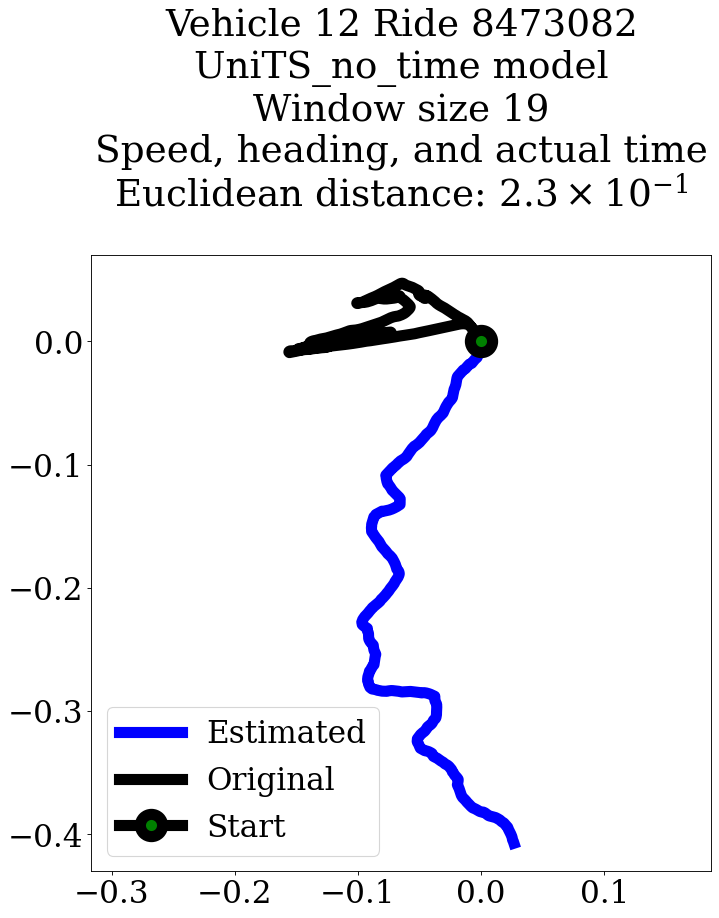 Vehicle 12 Ride 8473082
UniTS_no_time model
Window size 19
Speed, heading, and actual time
Euclidean distance: 2.3 × 10⁻¹
0.0
−0.1
−0.2
−0.3
−0.4
Estimated
Original
Start
−0.3 −0.2 −0.1 0.0 0.1